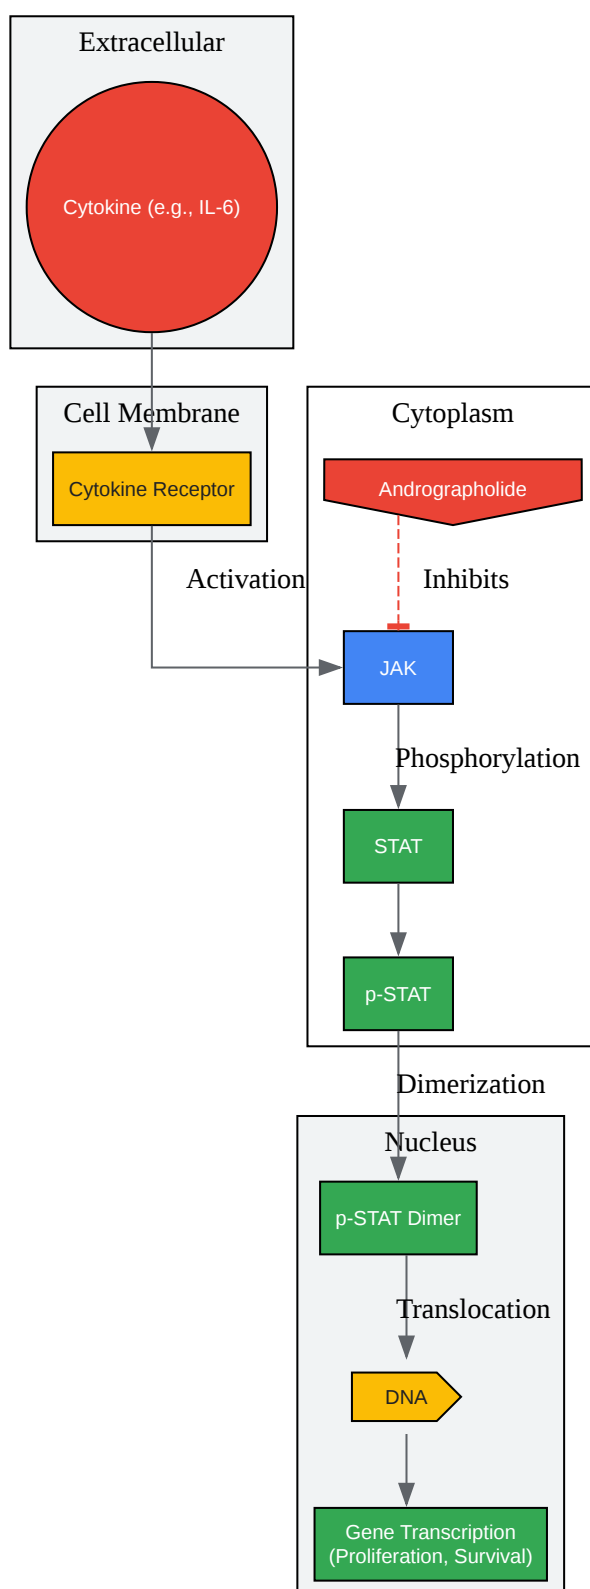 Extracellular
Cytokine (e.g., IL-6)
Cell Membrane
Cytoplasm
Cytokine Receptor
Andrographolide
Activation
Inhibits
JAK
Phosphorylation
STAT
p-STAT
Dimerization
Nucleus
p-STAT Dimer
Translocation
DNA
Gene Transcription
(Proliferation, Survival)